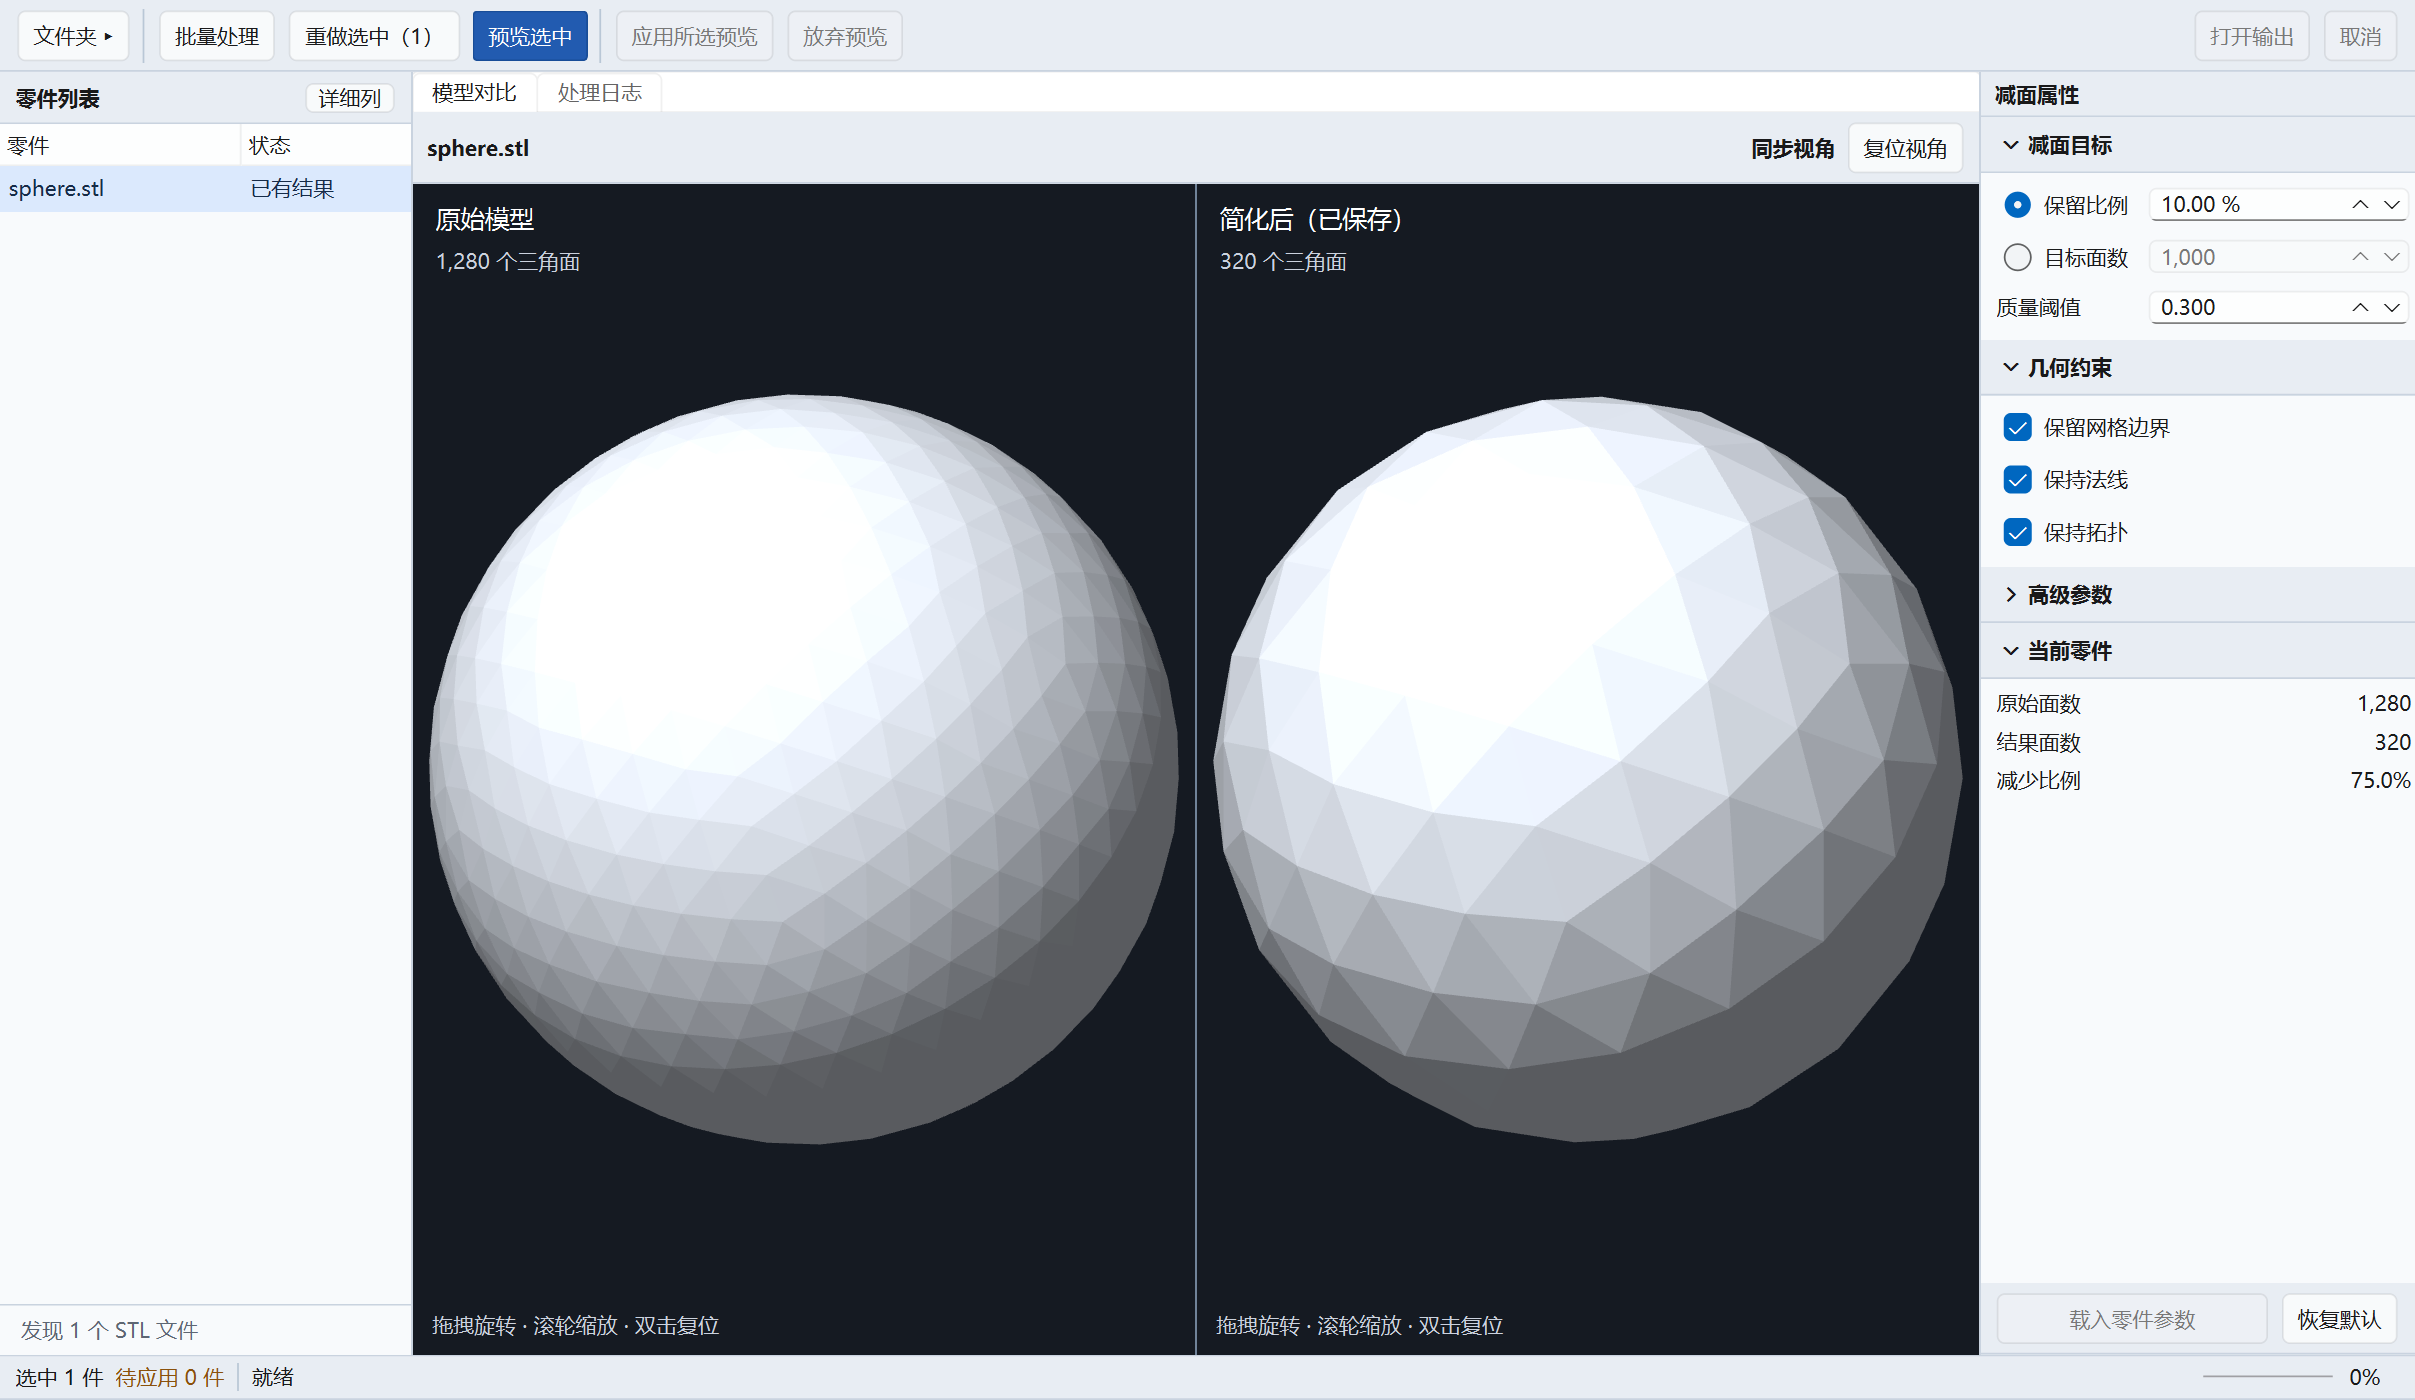 文件夹 ▸
批量处理
重做选中（1）
预览选中
应用所选预览
放弃预览
打开输出
取消
零件列表
详细列
零件 状态
sphere.stl 已有结果
发现 1 个 STL 文件
模型对比
处理日志
sphere.stl
同步视角
复位视角
原始模型
1,280 个三角面
拖拽旋转 · 滚轮缩放 · 双击复位
简化后（已保存）
320 个三角面
拖拽旋转 · 滚轮缩放 · 双击复位
减面属性
减面目标
保留比例 10.00 %
目标面数 1,000
质量阈值 0.300
几何约束
保留网格边界
保持法线
保持拓扑
高级参数
当前零件
原始面数 1,280
结果面数 320
减少比例 75.0%
载入零件参数
恢复默认
选中 1 件 待应用 0 件 就绪
0%